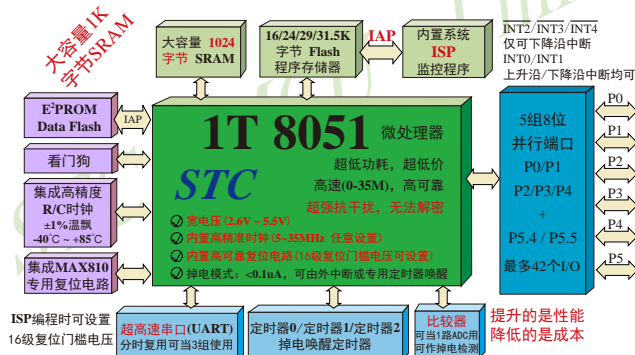 大容量1K
字节SRAM
大容量 1024
字节 SRAM
16/24/29/31.5K
字节 Flash
程序存储器
IAP
内置系统
ISP
监控程序
INT2/INT3/INT4
仅可下降沿中断
INT0/INT1
上升沿/下降沿中断均可
E²PROM
Data Flash
IAP
看门狗
集成高精度
R/C时钟
±1%温飘
-40℃ ~ +85℃
集成MAX810
专用复位电路
1T 8051 微处理器
STC
超低功耗，超低价
高速(0-35M)，高可靠
超强抗干扰，无法解密
宽电压(2.6V ~ 5.5V)
内置高精准时钟(5~35MHz 任意设置)
内置高可靠复位电路(16级复位门槛电压可设置)
掉电模式：<0.1uA，可由外中断或专用定时器唤醒
5组8位
并行端口
P0/P1
P2/P3/P4
+
P5.4 / P5.5
最多42个I/O
P0
P1
P2
P3
P4
P5
ISP编程时可设置
16级复位门槛电压
超高速串口(UART)
分时复用可当3组使用
定时器0/定时器1/定时器2
掉电唤醒定时器
比较器
可当1路ADC用
可作掉电检测
提升的是性能
降低的是成本